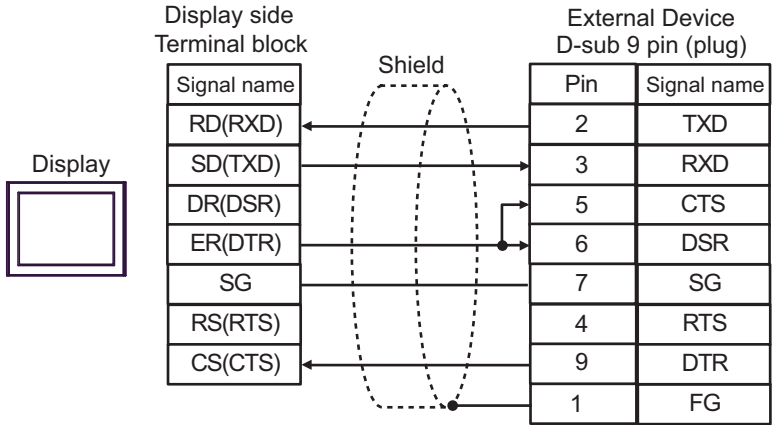 Display side
Terminal block
External Device
D-sub 9 pin (plug)
Shield
Signal name
Pin
Signal name
RD(RXD)
2
TXD
SD(TXD)
3
RXD
Display
DR(DSR)
5
CTS
ER(DTR)
6
DSR
SG
7
SG
RS(RTS)
4
RTS
CS(CTS)
9
DTR
1
FG